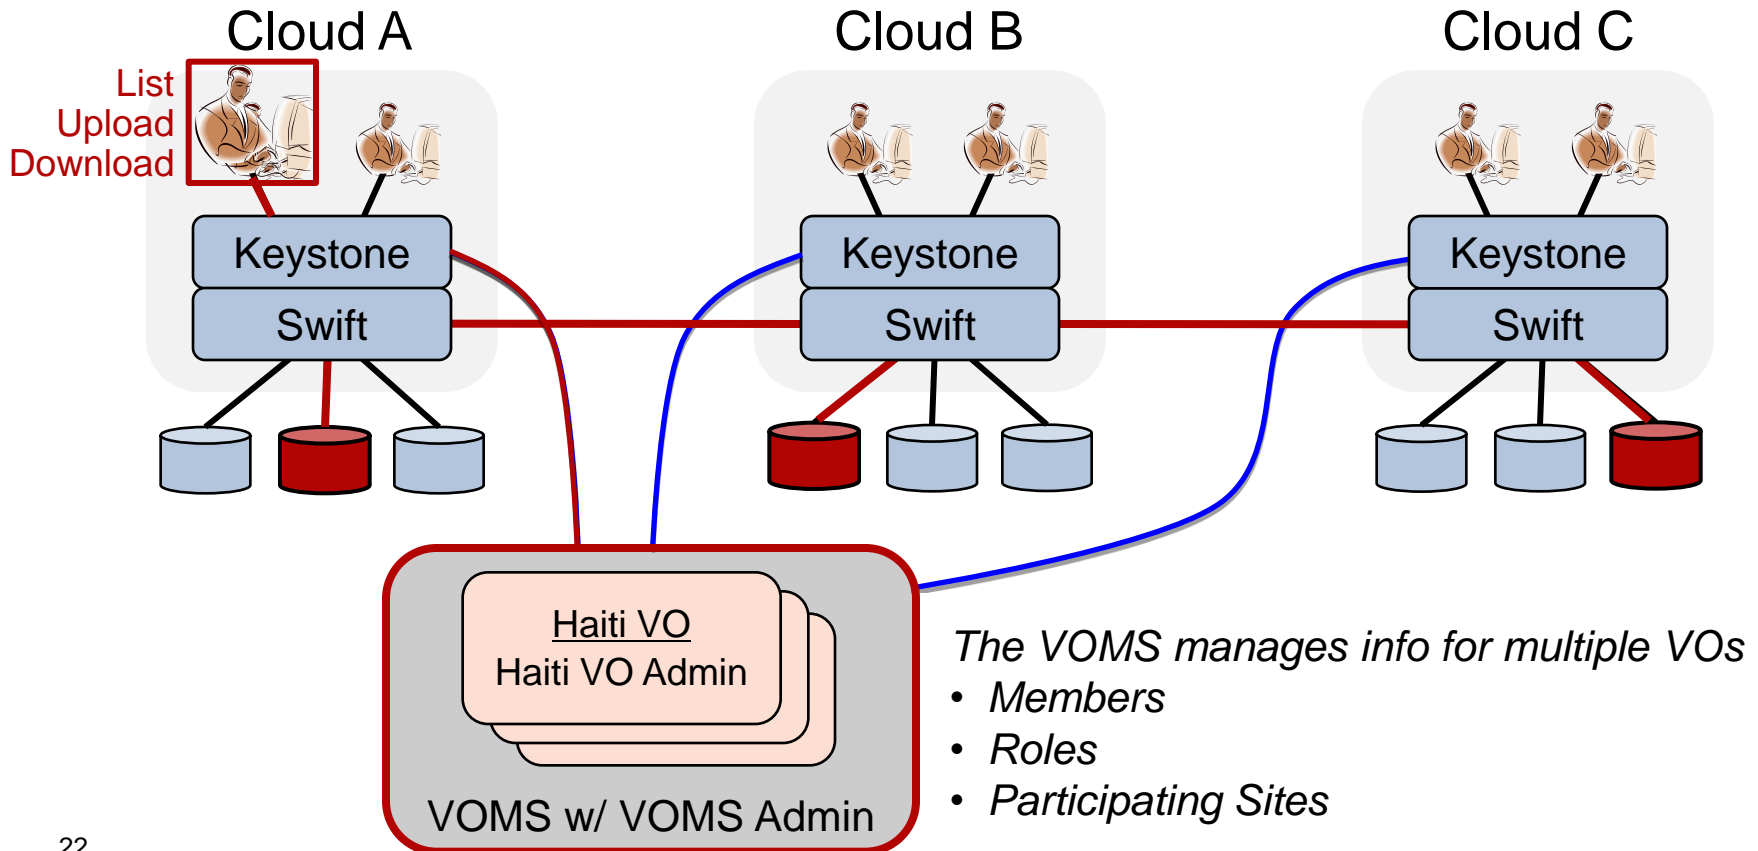 Cloud A
Cloud B
Cloud C
List
Upload
Download
Keystone
Swift
Keystone
Swift
Keystone
Swift
Haiti VO
Haiti VO Admin
VOMS w/ VOMS Admin
The VOMS manages info for multiple VOs
• Members
• Roles
• Participating Sites
22